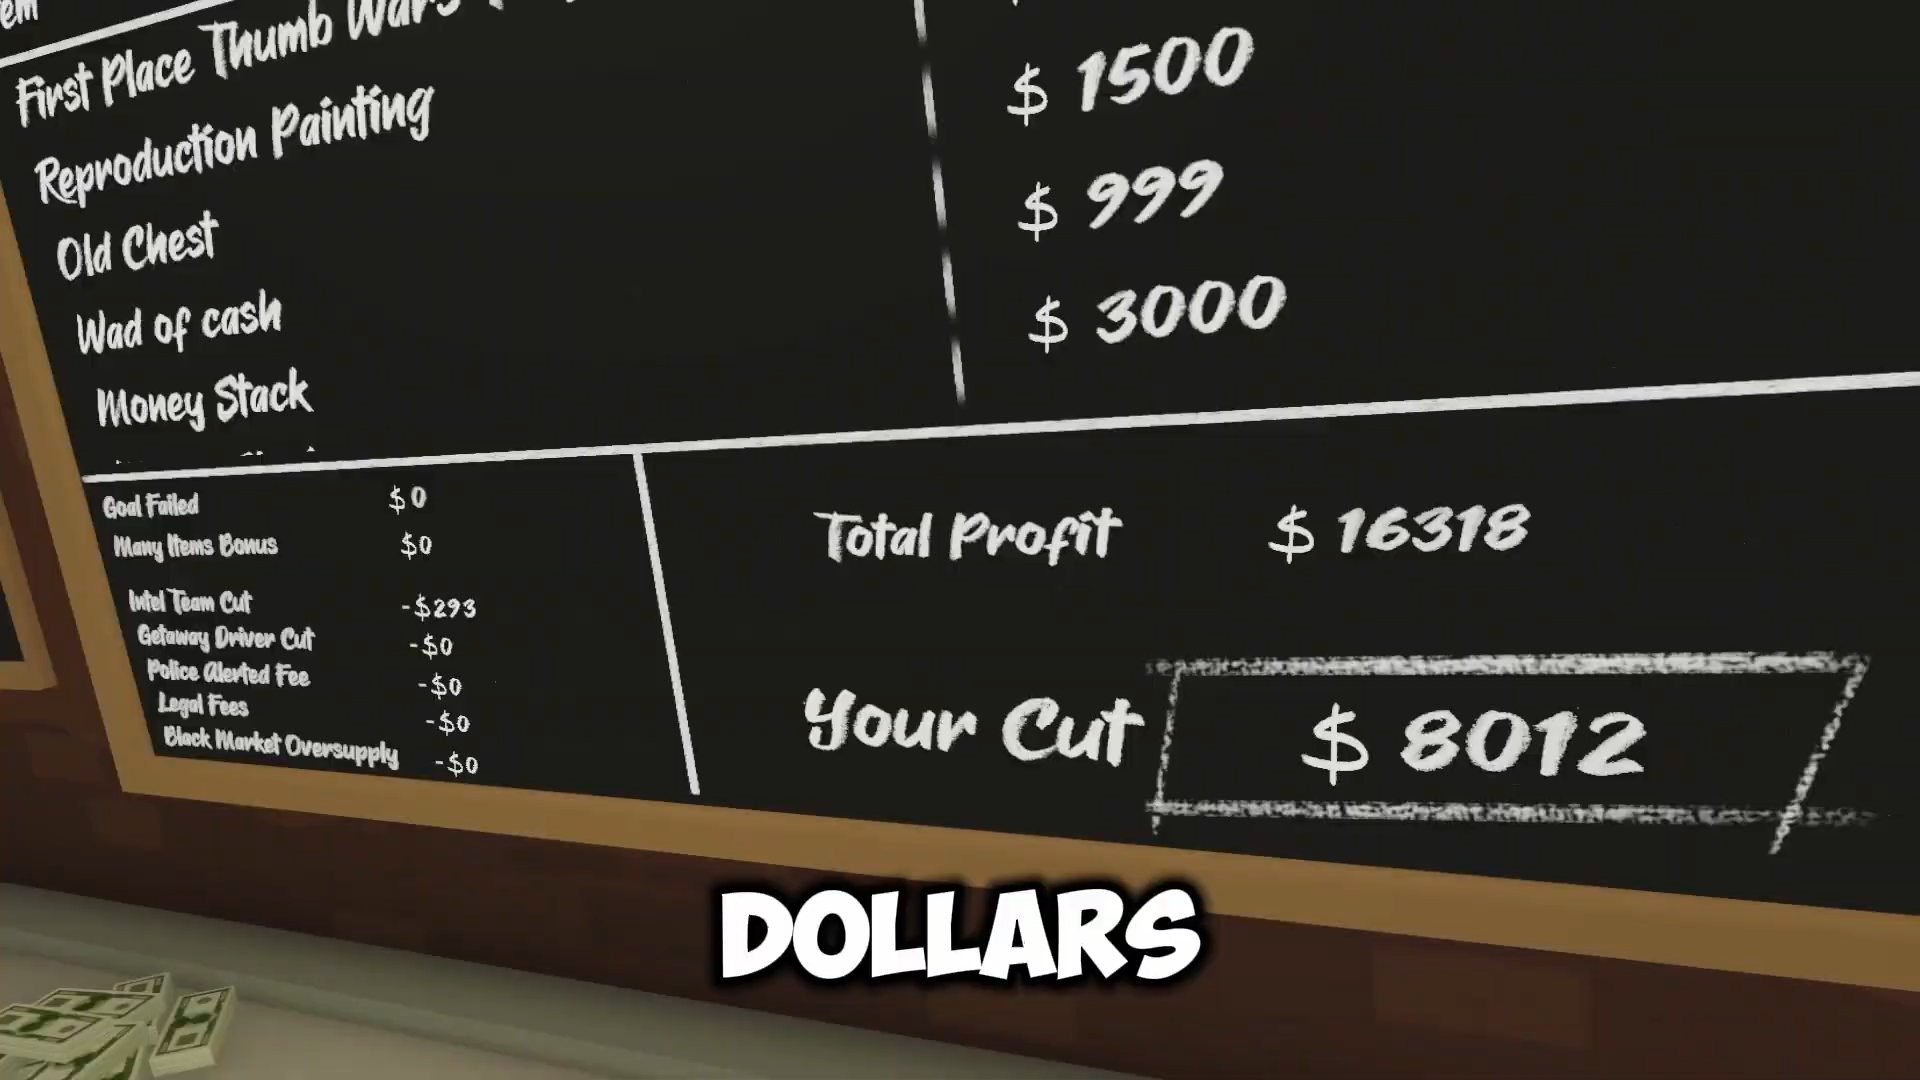 First Place Thumb Wars
$ 1500
Reproduction Painting
$ 999
Old Chest
$ 3000
Wad of cash
Money Stack
Goal Failed $0
Many Items Bonus $0
Intel Team Cut -$293
Getaway Driver Cut -$0
Police Alerted Fee -$0
Legal Fees -$0
Black Market Oversupply -$0
Total Profit $ 16318
Your Cut $ 8012
DOLLARS